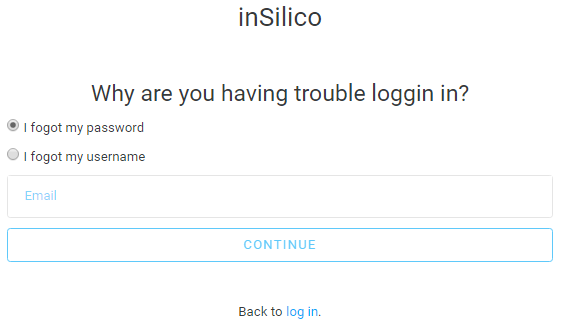 inSilico
Why are you having trouble loggin in?
I fogot my password
I fogot my username
Email
CONTINUE
Back to log in.